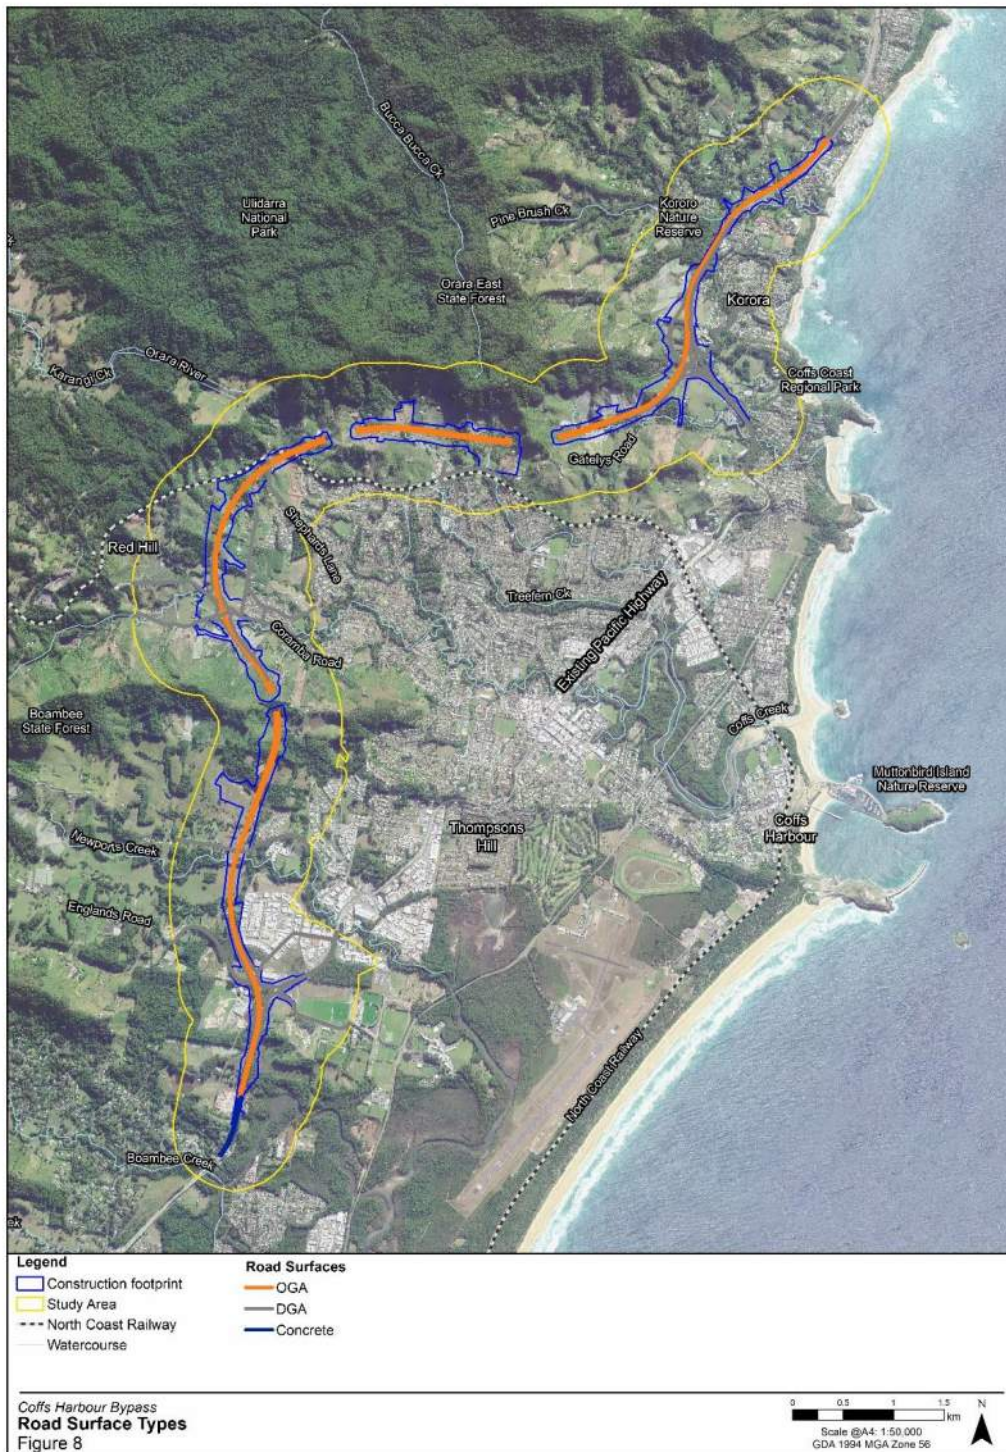 Bucca Bucca Ck
Ulidarra
National
Park
Pine Brush Ck
Kororo
Nature
Reserve
Orara East
State Forest
Korora
Orara River
Karangi Ck
Coffs Coast
Regional Park
Gatelys Road
Red Hill
Shephards Lane
Treefern Ck
Existing Pacific Highway
Coramba Road
Boambee
State Forest
Coffs Creek
Muttonbird Island
Nature Reserve
Newports Creek
Thompsons
Hill
Coffs
Harbour
Englands Road
North Coast Railway
Boambee Creek
ek
Legend
Construction footprint
Study Area
North Coast Railway
Watercourse
Road Surfaces
OGA
DGA
Concrete
Coffs Harbour Bypass
Road Surface Types
Figure 8
0 0.5 1 1.5
km
N
Scale @A4: 1:50,000
GDA 1994 MGA Zone 56